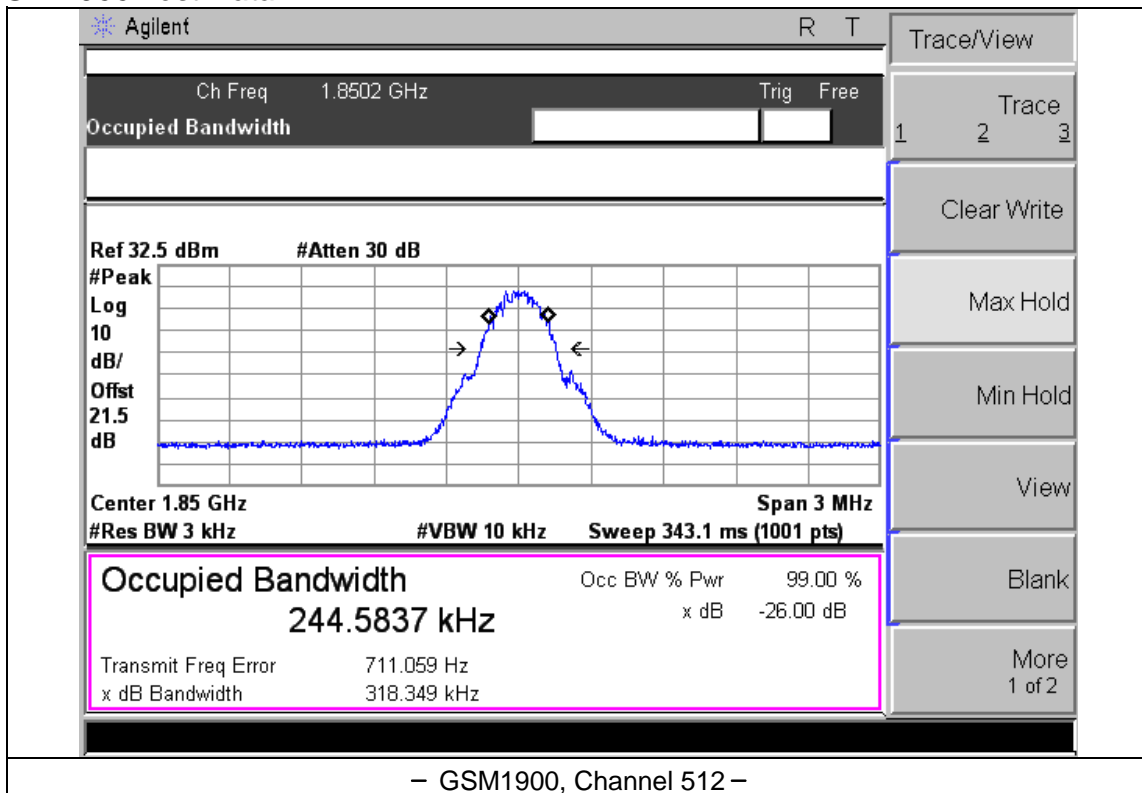 Agilent R T
Trace/View
Ch Freq 1.8502 GHz Trig Free
Occupied Bandwidth
Trace
1 2 3
Clear Write
Ref 32.5 dBm #Atten 30 dB
#Peak
Log
10
dB/
Offst
21.5
dB
Max Hold
Min Hold
View
Center 1.85 GHz Span 3 MHz
#Res BW 3 kHz #VBW 10 kHz Sweep 343.1 ms (1001 pts)
Occupied Bandwidth Occ BW % Pwr 99.00 %
244.5837 kHz x dB -26.00 dB
Transmit Freq Error 711.059 Hz
x dB Bandwidth 318.349 kHz
Blank
More
1 of 2
– GSM1900, Channel 512 –